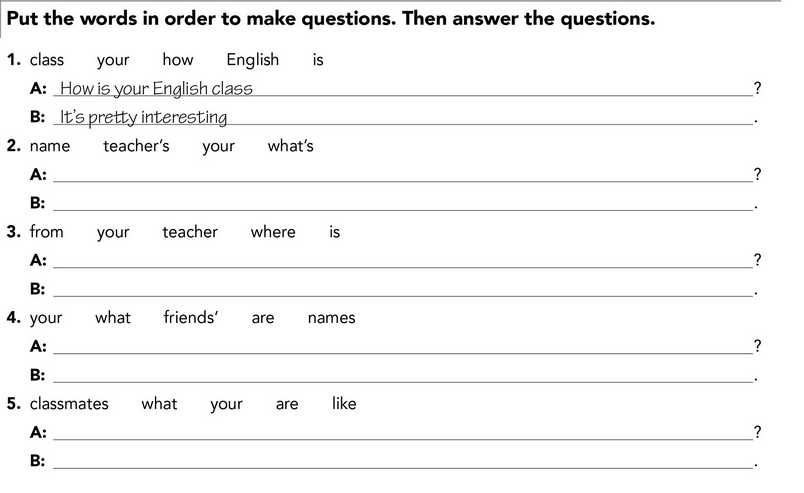 Put the words in order to make questions. Then answer the questions.
1. class your how English is
A: How is your English class ?
B: It's pretty interesting .
2. name teacher's your what's
A: ?
B: .
3. from your teacher where is
A: ?
B: .
4. your what friends' are names
A: ?
B: .
5. classmates what your are like
A: ?
B: .